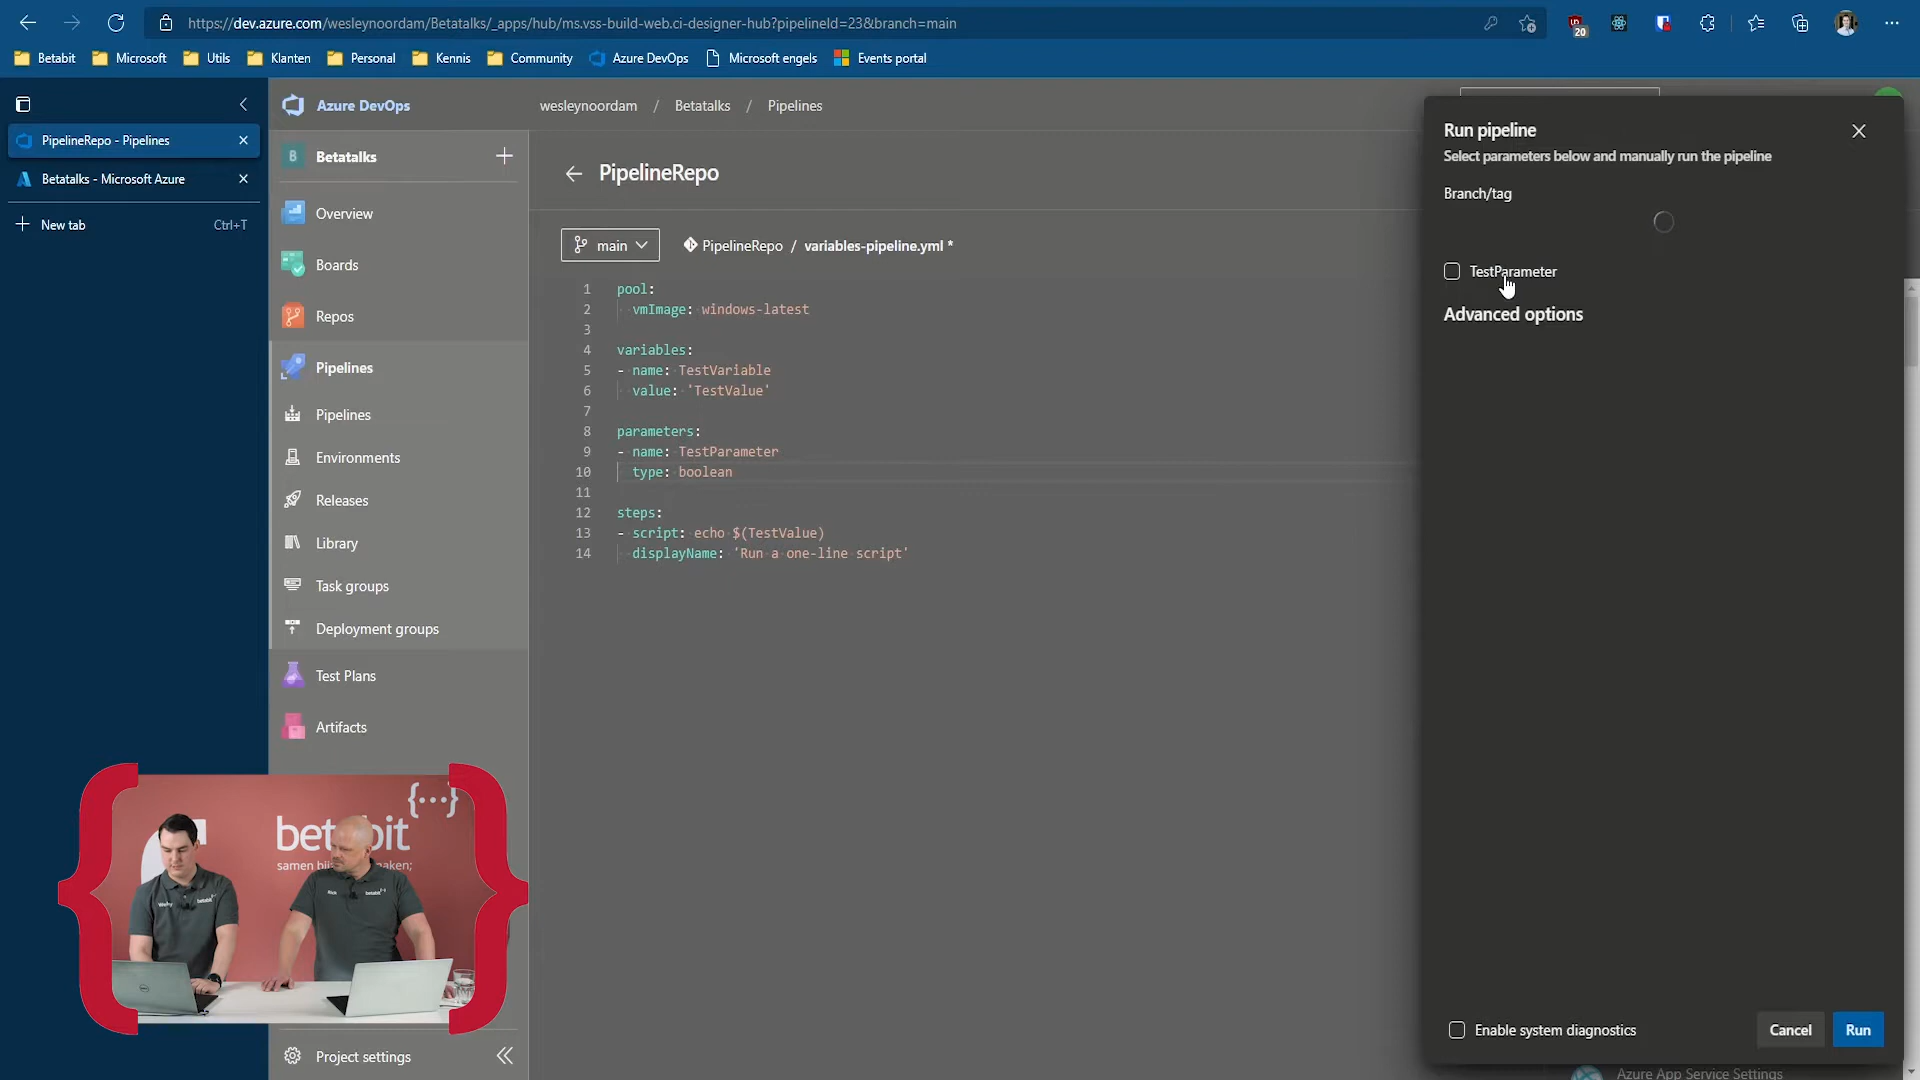 https://dev.azure.com/wesleynoordam/Betatalks/_apps/hub/ms.vss-build-web.ci-designer-hub?pipelineId=23&branch=main
20
Betabit
Microsoft
Utils
Klanten
Personal
Kennis
Community
Azure DevOps
Microsoft engels
Events portal
PipelineRepo - Pipelines
Betatalks - Microsoft Azure
New tab
Ctrl+T
Azure DevOps
wesleynoordam / Betatalks / Pipelines
B Betatalks
Overview
Boards
Repos
Pipelines
Pipelines
Environments
Releases
Library
Task groups
Deployment groups
Test Plans
Artifacts
Project settings
PipelineRepo
main
PipelineRepo / variables-pipeline.yml *
1 pool:
2 vmImage: windows-latest
3
4 variables:
5 - name: TestVariable
6 value: 'TestValue'
7
8 parameters:
9 - name: TestParameter
10 type: boolean
11
12 steps:
13 - script: echo $(TestValue)
14 displayName: 'Run a one-line script'
Run pipeline
Select parameters below and manually run the pipeline
Branch/tag
TestParameter
Advanced options
Enable system diagnostics
Cancel
Run
Azure App Service Settings
{...}
samen